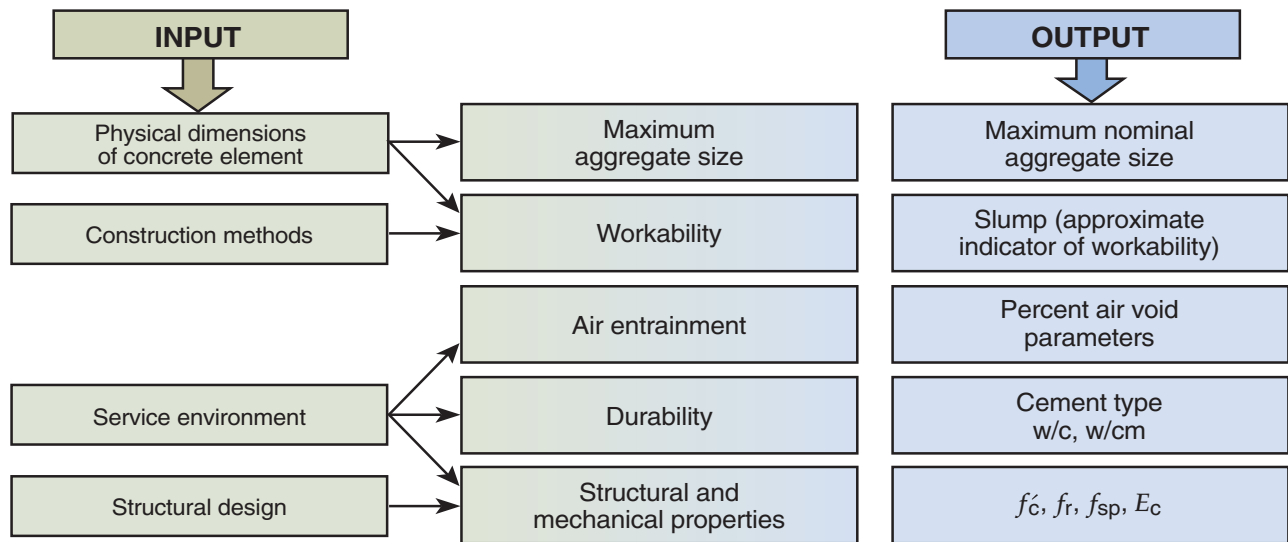 INPUT
OUTPUT
Physical dimensions
of concrete element
Maximum
aggregate size
Maximum nominal
aggregate size
Construction methods
Workability
Slump (approximate
indicator of workability)
Air entrainment
Percent air void
parameters
Service environment
Durability
Cement type
w/c, w/cm
Structural design
Structural and
mechanical properties
f′c, fr, fsp, Ec